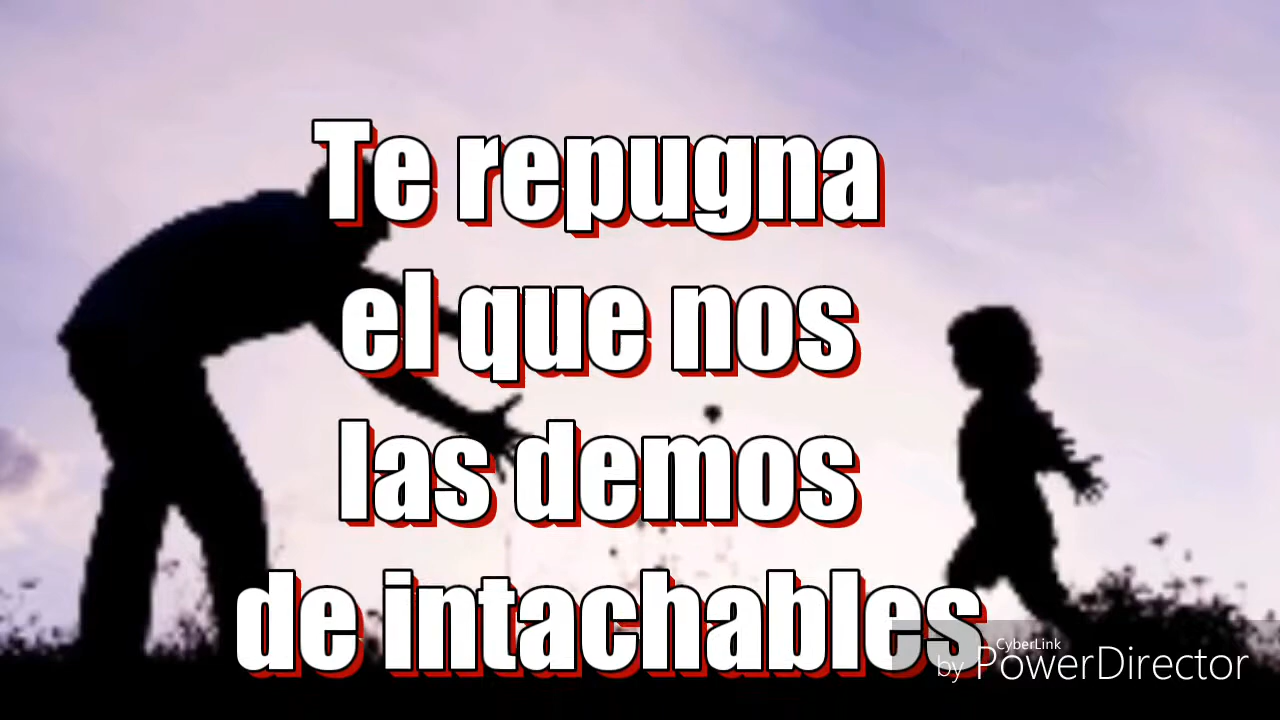 Te repugna
el que nos
las demos
de intachables
CyberLink
by PowerDirector